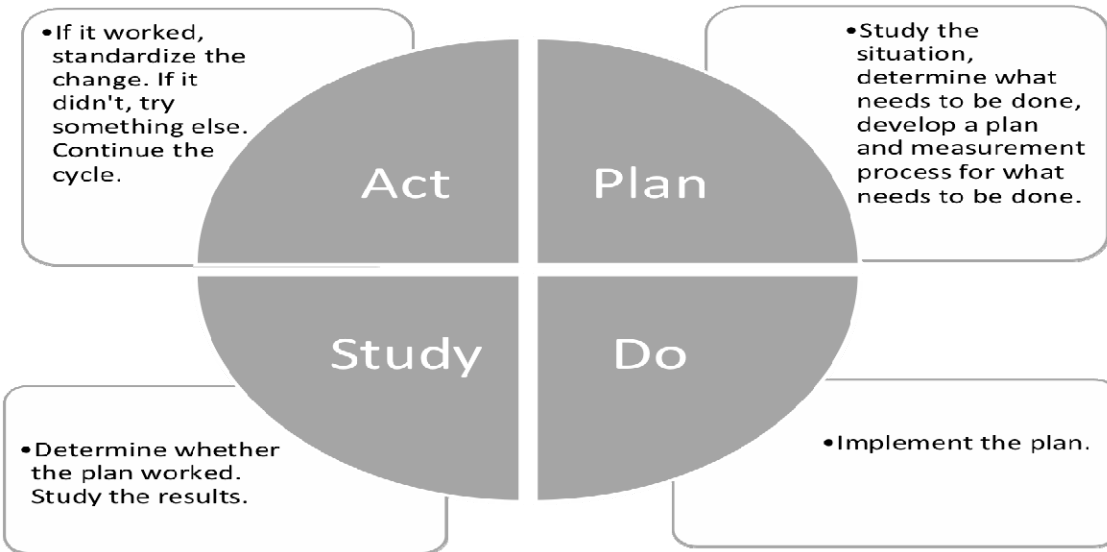 •If it worked,
standardize the
change. If it
didn't, try
something else.
Continue the
cycle.
Act
Plan
•Study the
situation,
determine what
needs to be done,
develop a plan
and measurement
process for what
needs to be done.
Study
Do
•Determine whether
the plan worked.
Study the results.
•Implement the plan.